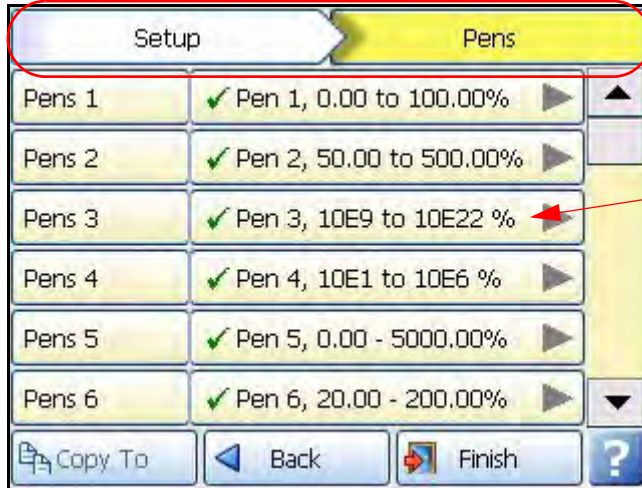 Setup Pens
Pens 1 Pen 1, 0.00 to 100.00%
Pens 2 Pen 2, 50.00 to 500.00%
Pens 3 Pen 3, 10E9 to 10E22 %
Pens 4 Pen 4, 10E1 to 10E6 %
Pens 5 Pen 5, 0.00 - 5000.00%
Pens 6 Pen 6, 20.00 - 200.00%
Copy To Back Finish ?